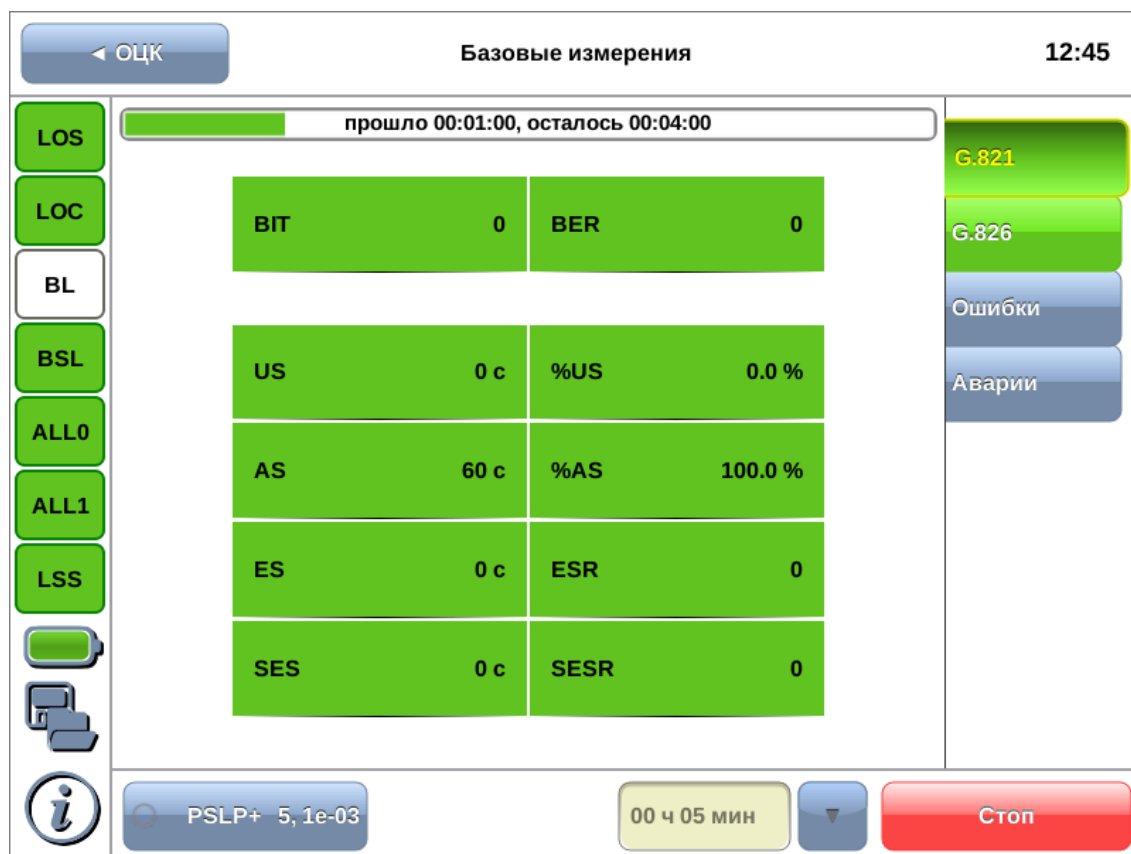 ◄ ОЦК Базовые измерения 12:45
прошло 00:01:00, осталось 00:04:00
LOS
LOC
BL
BSL
ALL0
ALL1
LSS
BIT 0 BER 0
US 0 с %US 0.0 %
AS 60 с %AS 100.0 %
ES 0 с ESR 0
SES 0 с SESR 0
G.821
G.826
Ошибки
Аварии
i
PSLP+ 5, 1e-03 00 ч 05 мин ▼ Стоп